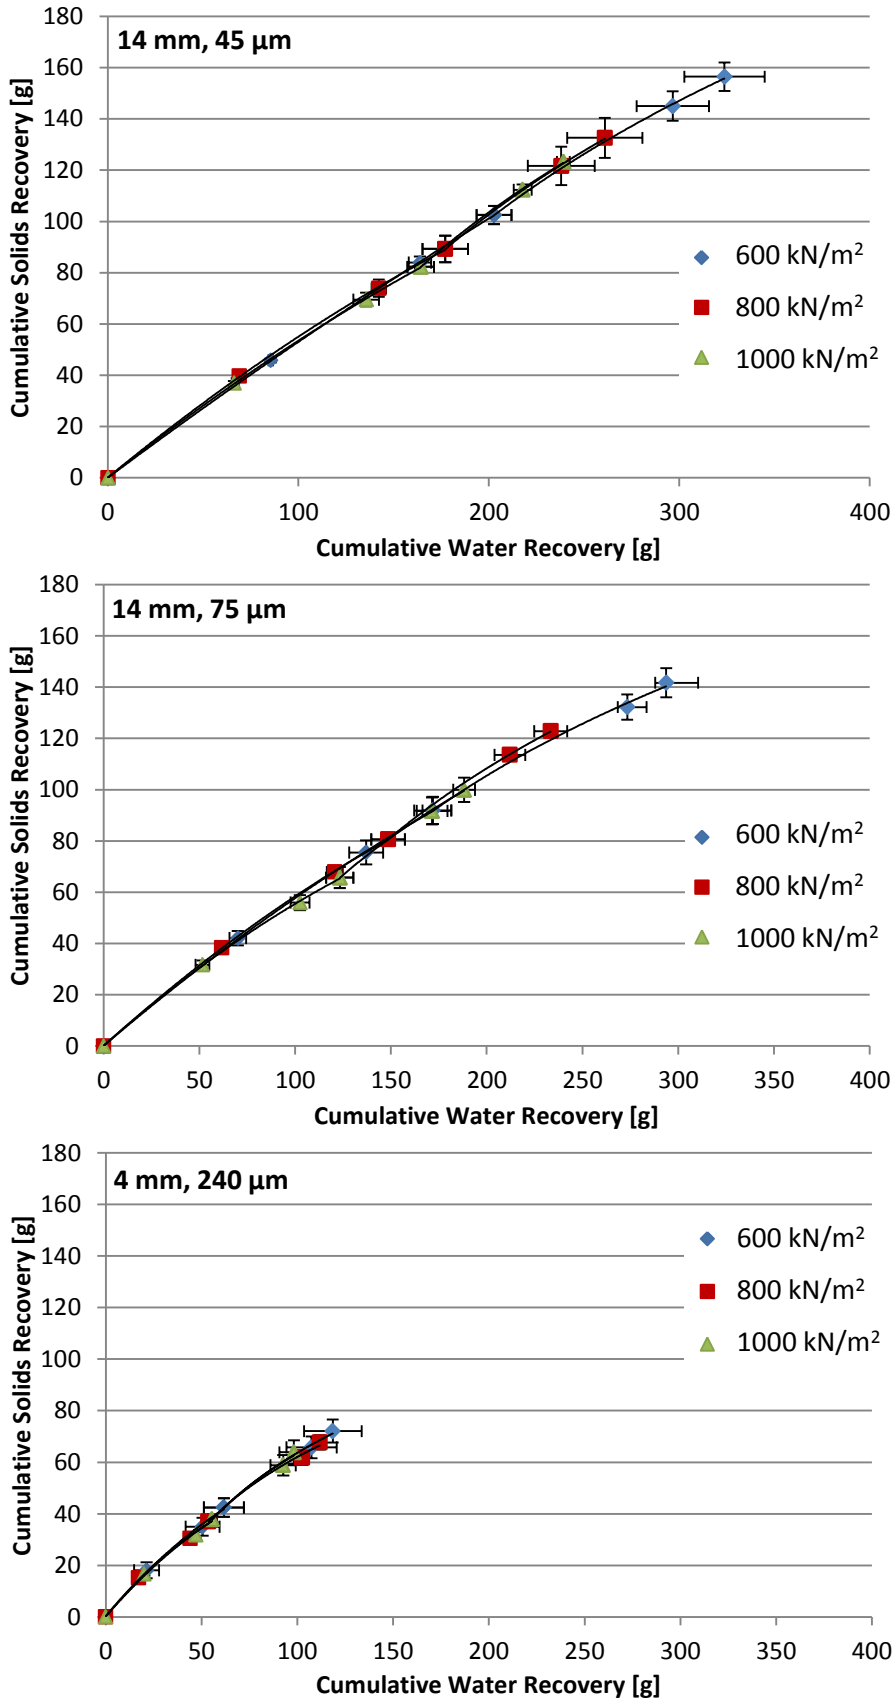 14 mm, 45 µm
Cumulative Solids Recovery [g]
180
160
140
120
100
80
60
40
20
0
600 kN/m²
800 kN/m²
1000 kN/m²
0 100 200 300 400
Cumulative Water Recovery [g]
14 mm, 75 µm
Cumulative Solids Recovery [g]
180
160
140
120
100
80
60
40
20
0
600 kN/m²
800 kN/m²
1000 kN/m²
0 50 100 150 200 250 300 350 400
Cumulative Water Recovery [g]
4 mm, 240 µm
Cumulative Solids Recovery [g]
180
160
140
120
100
80
60
40
20
0
600 kN/m²
800 kN/m²
1000 kN/m²
0 50 100 150 200 250 300 350 400
Cumulative Water Recovery [g]